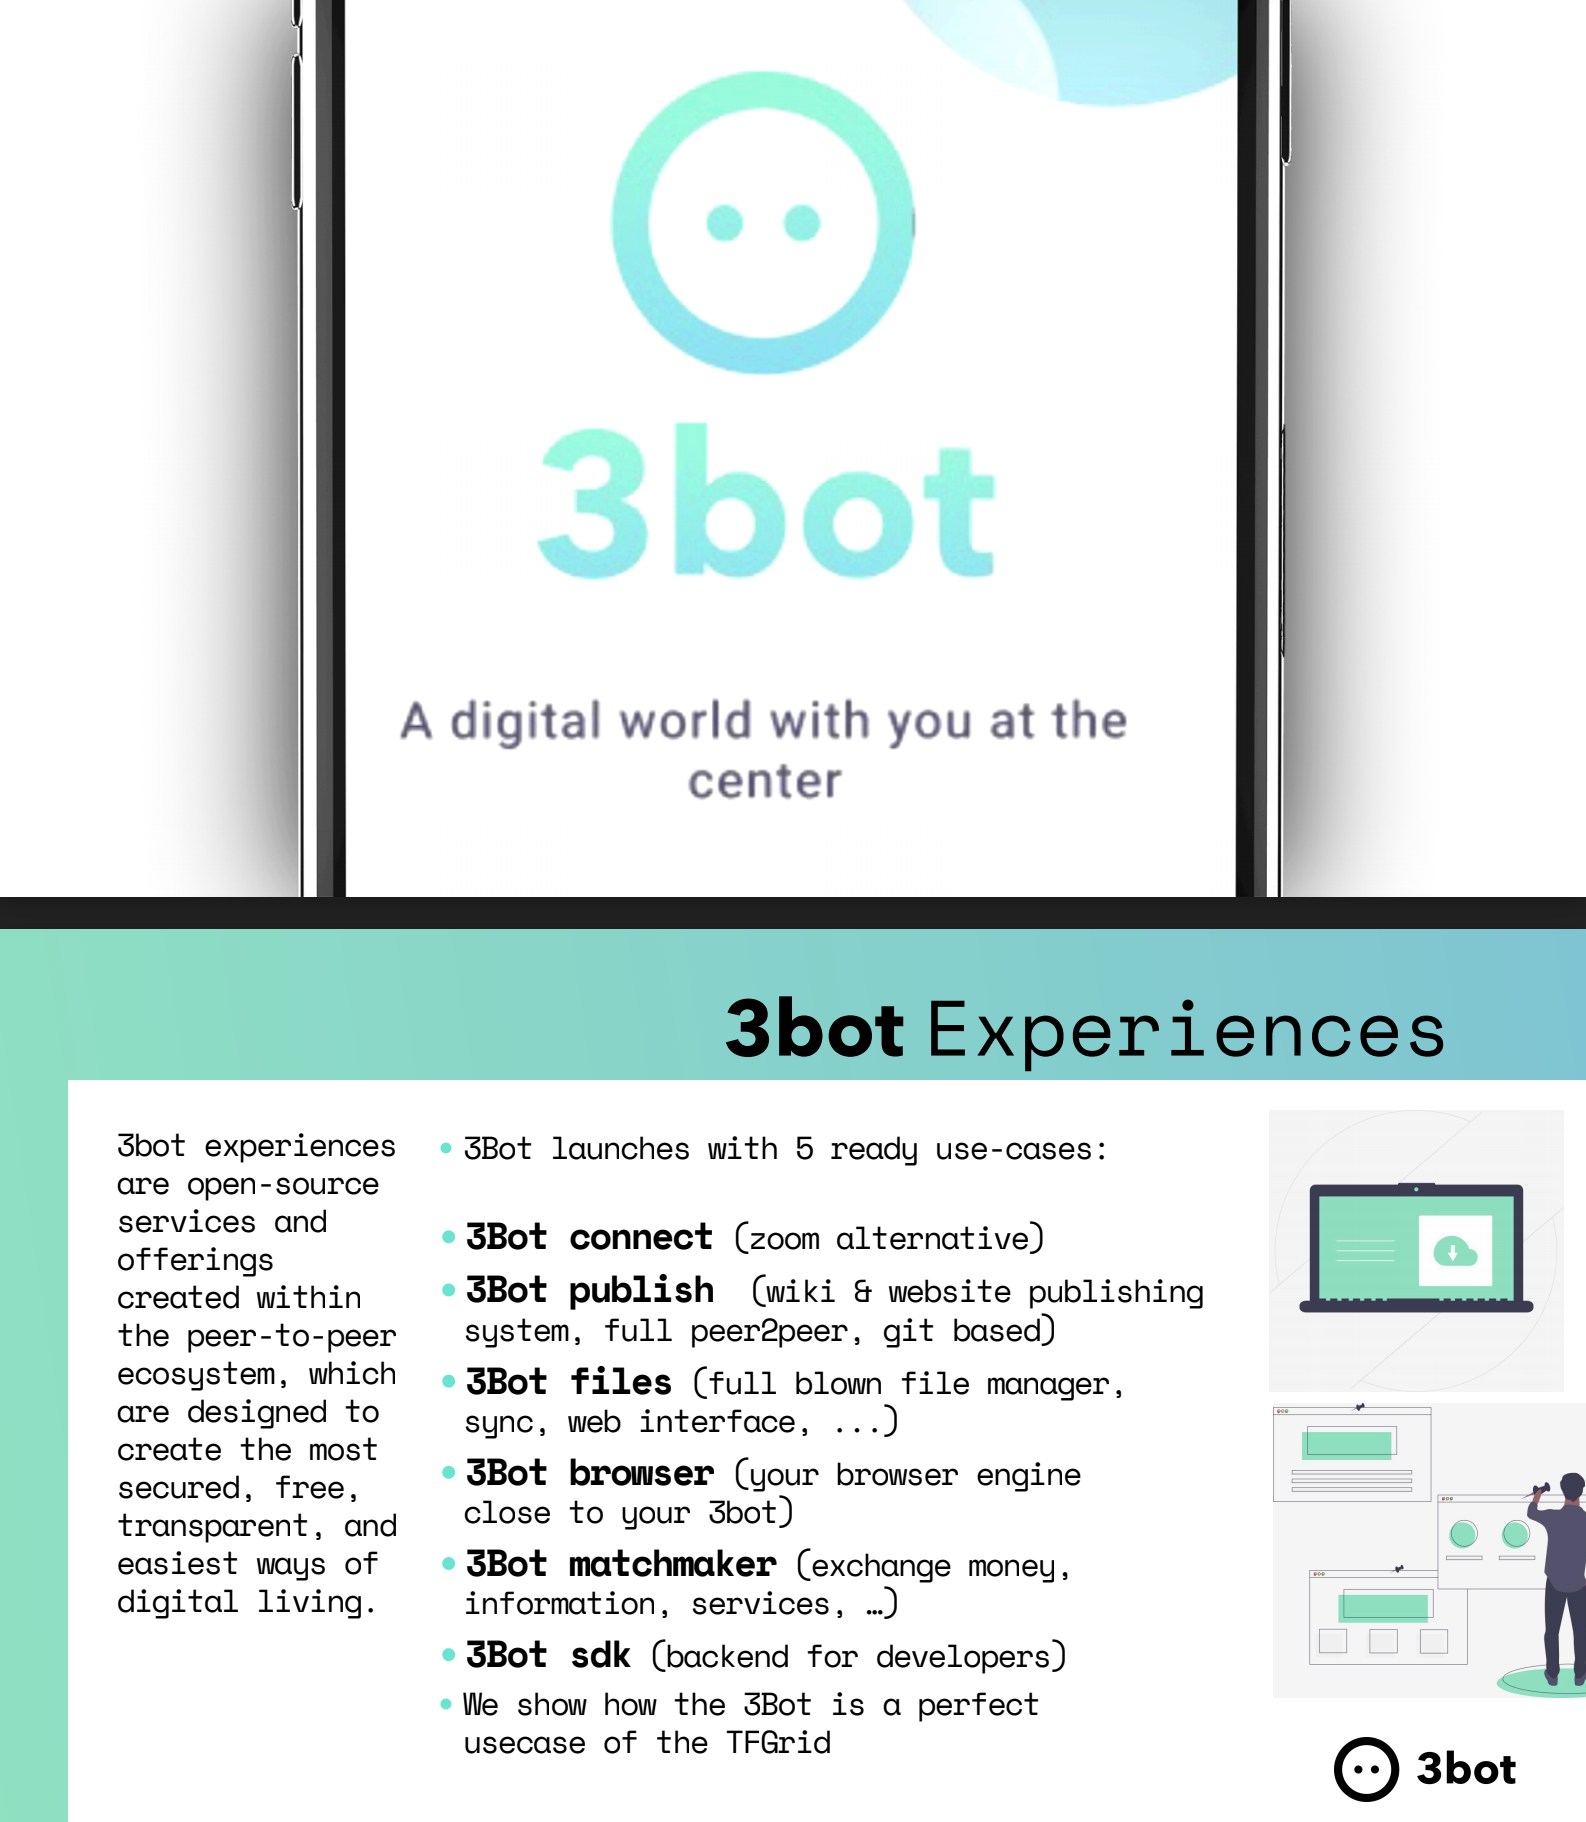 3bot
A digital world with you at the
center
3bot Experiences
3bot experiences
are open-source
services and
offerings
created within
the peer-to-peer
ecosystem, which
are designed to
create the most
secured, free,
transparent, and
easiest ways of
digital living.
3Bot launches with 5 ready use-cases:
3Bot connect (zoom alternative)
3Bot publish (wiki & website publishing
system, full peer2peer, git based)
3Bot files (full blown file manager,
sync, web interface, ...)
3Bot browser (your browser engine
close to your 3bot)
3Bot matchmaker (exchange money,
information, services, …)
3Bot sdk (backend for developers)
We show how the 3Bot is a perfect
usecase of the TFGrid
3bot